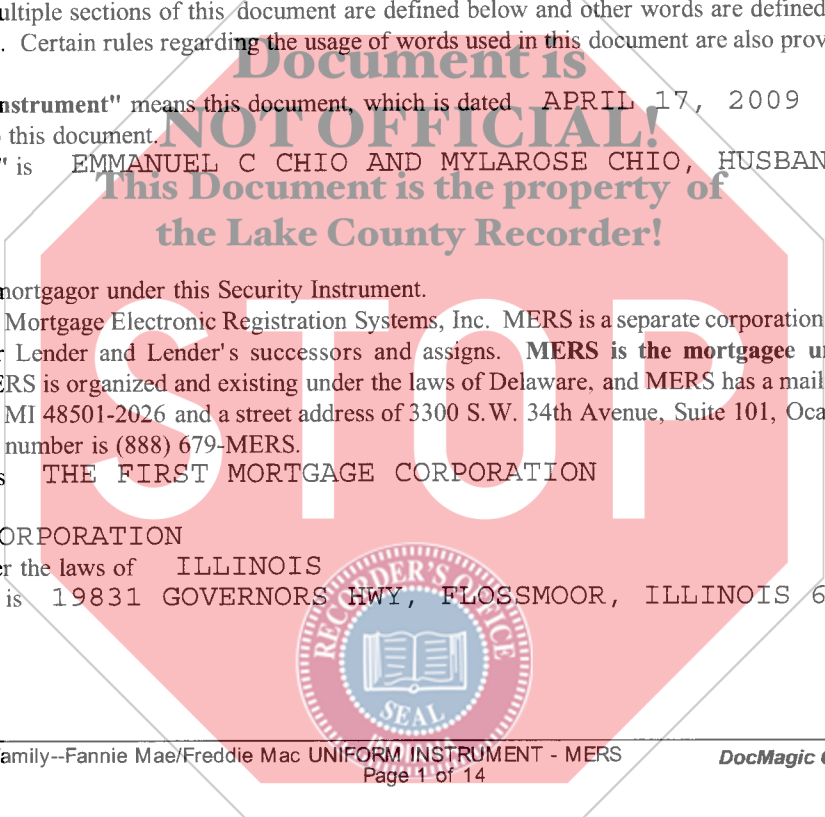 ultiple sections of this document are defined below and other words are defined
. Certain rules regarding the usage of words used in this document are also prov
Document is
nstrument" means this document, which is dated APRIL 17, 2009
o this document.
NOT OFFICIAL!
" is EMMANUEL C CHIO AND MYLAROSE CHIO, HUSBAN
This Document is the property of
the Lake County Recorder!
mortgagor under this Security Instrument.
Mortgage Electronic Registration Systems, Inc. MERS is a separate corporation
r Lender and Lender's successors and assigns. MERS is the mortgagee u
ERS is organized and existing under the laws of Delaware, and MERS has a mail
MI 48501-2026 and a street address of 3300 S.W. 34th Avenue, Suite 101, Oca
number is (888) 679-MERS.
s THE FIRST MORTGAGE CORPORATION
STOP
ORPORATION
er the laws of ILLINOIS
is 19831 GOVERNORS HWY, FLOSSMOOR, ILLINOIS 6
RECORDER'S OFFICE
SEAL
amily--Fannie Mae/Freddie Mac UNIFORM INSTRUMENT - MERS
DocMagic
Page 1 of 14